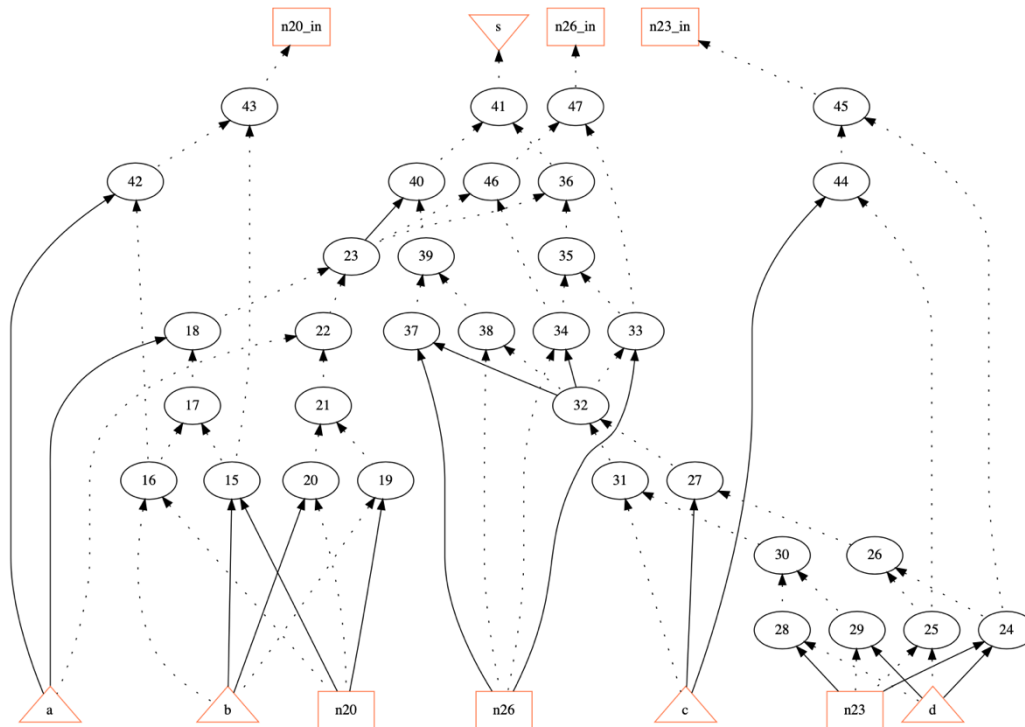 n20_in s n26_in n23_in
43 41 47 45
42 40 46 36 44
23 39 35
18 22 37 38 34 33
17 21 32
16 15 20 19 31 27
30 26
28 29 25 24
a b n20 n26 c n23 d